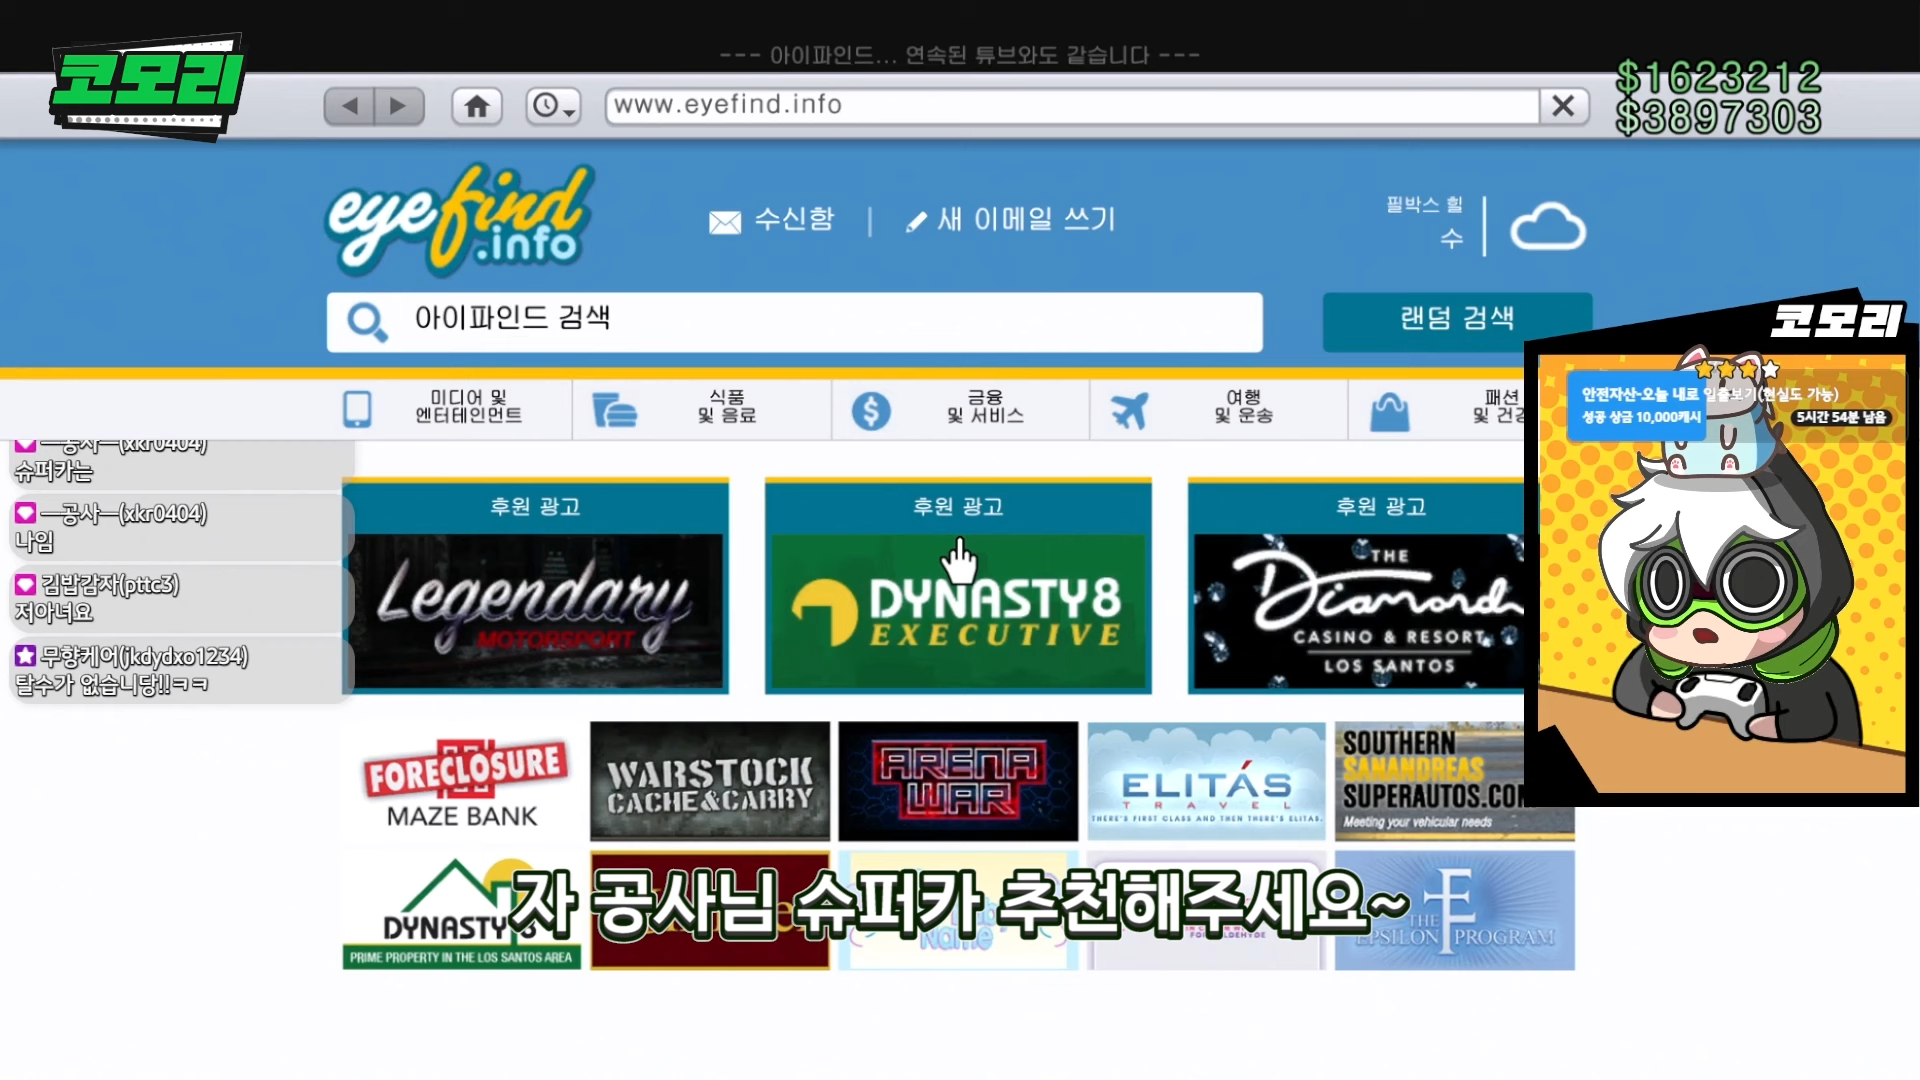 --- 아이파인드... 연속된 튜브와도 같습니다 ---
코모리
www.eyefind.info
$1623212
$3897303
eyefind
.info
수신함 | 새 이메일 쓰기
필박스 힐
수
아이파인드 검색
랜덤 검색
코모리
미디어 및
엔터테인먼트
식품
및 음료
금융
및 서비스
여행
및 운송
패션
및 건강
안전자산-오늘 내로 일출보기(현실도 가능)
성공 상금 10,000캐시
5시간 54분 남음
ㅡ공사ㅡ(xkr0404)
슈퍼카는
ㅡ공사ㅡ(xkr0404)
나임
김밥감자(pttc3)
저아녀요
무향케어(jkdydxo1234)
탈수가 없습니당!!ㅋㅋ
후원 광고
Legendary
MOTORSPORT
후원 광고
DYNASTY8
EXECUTIVE
후원 광고
THE
Diamond
CASINO & RESORT
LOS SANTOS
FORECLOSURE
MAZE BANK
WARSTOCK
CACHE&CARRY
ARENA
WAR
ELITÁS
TRAVEL
THERE'S FIRST CLASS AND THEN THERE'S ELITAS.
SOUTHERN
SANANDREAS
SUPERAUTOS.COM
Meeting your vehicular needs
DYNASTY 8
PRIME PROPERTY IN THE LOS SANTOS AREA
Name
THE
EPSILON PROGRAM
자 공사님 슈퍼카 추천해주세요~